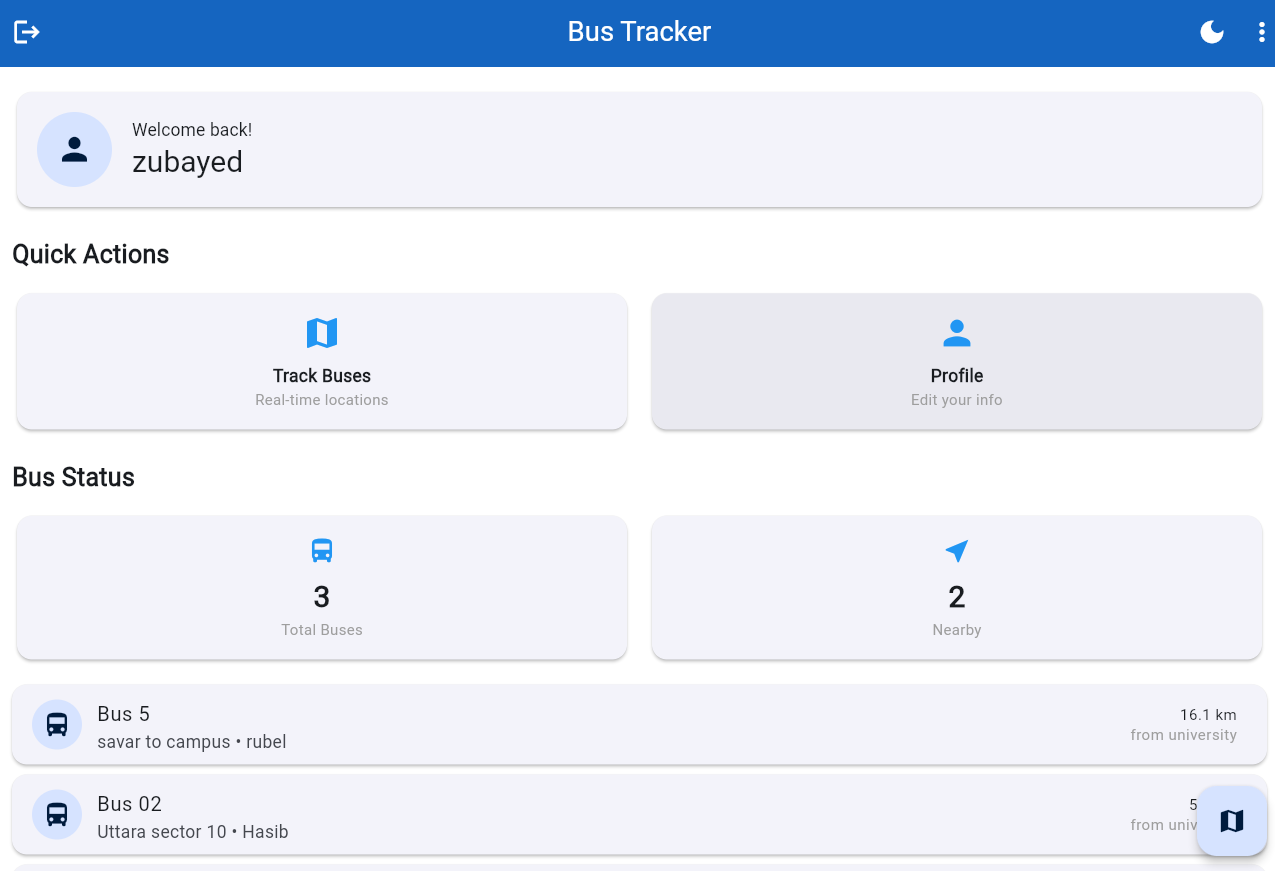 Bus Tracker
Welcome back!
zubayed
Quick Actions
Track Buses
Real-time locations
Profile
Edit your info
Bus Status
3
Total Buses
2
Nearby
Bus 5
savar to campus • rubel
16.1 km
from university
Bus 02
Uttara sector 10 • Hasib
5
from univ